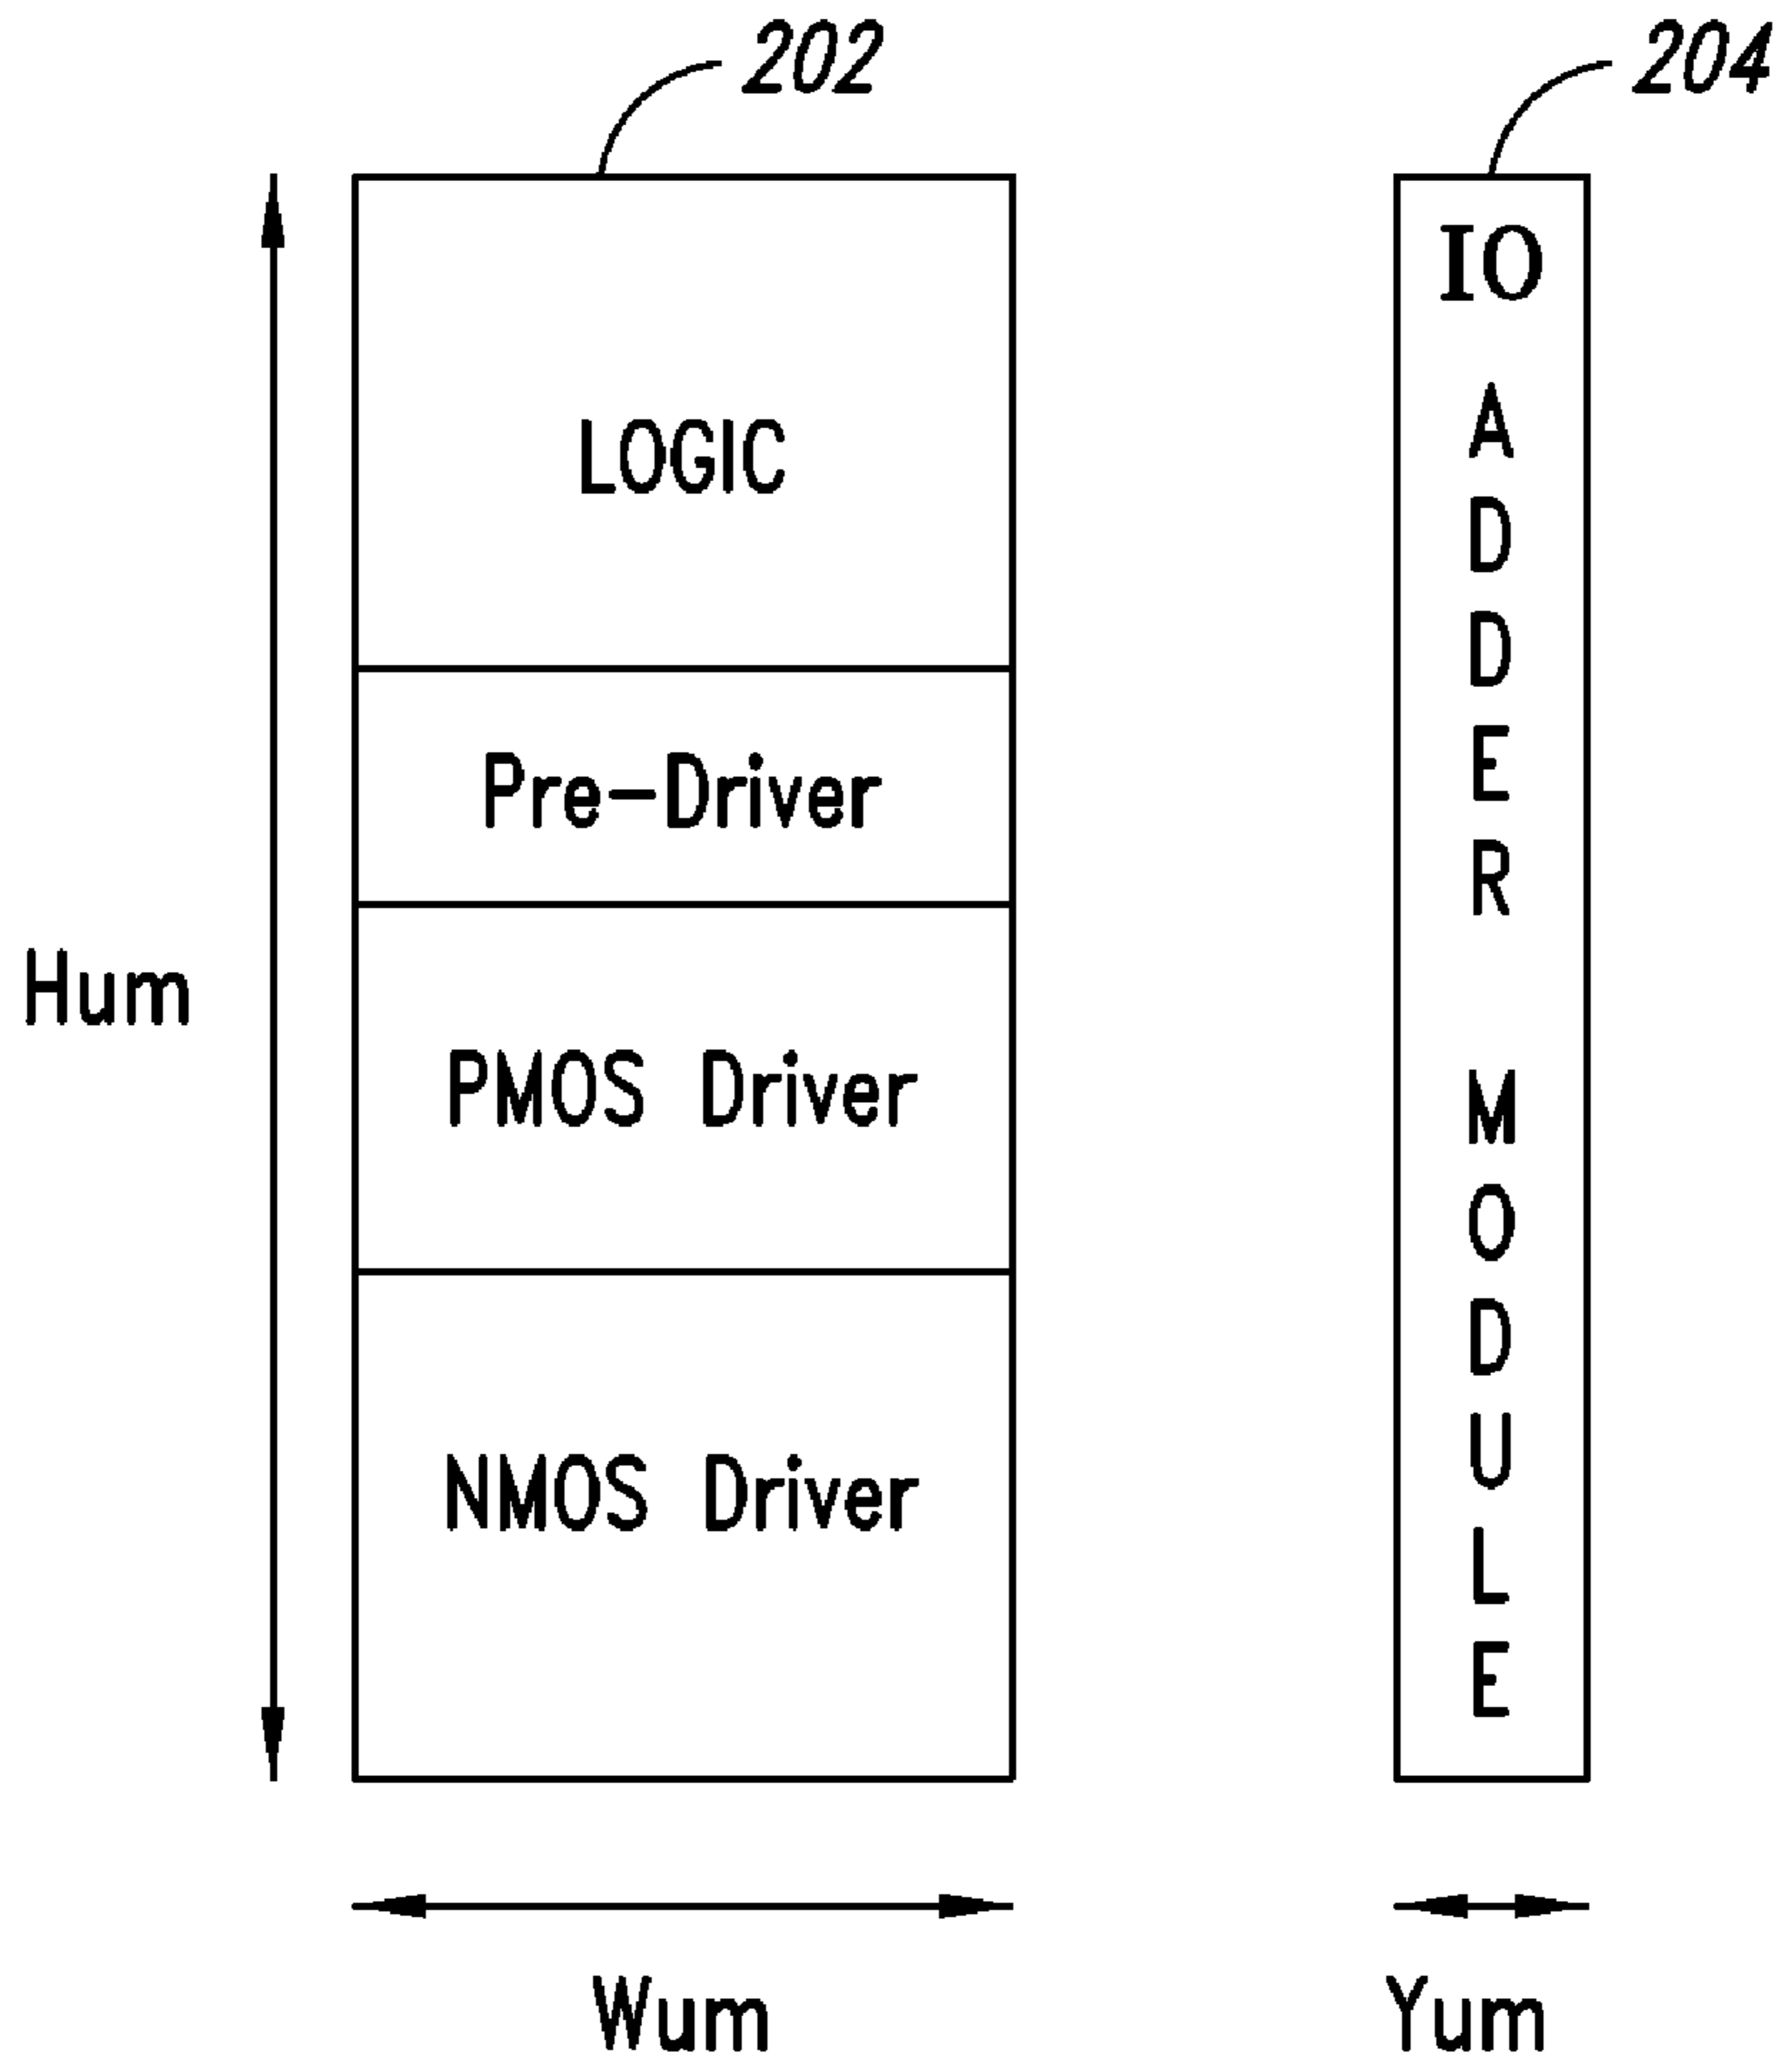 202
204
LOGIC
Pre-Driver
PMOS Driver
NMOS Driver
IO
A
D
D
E
R
M
O
D
U
L
E
Hum
Wum
Yum